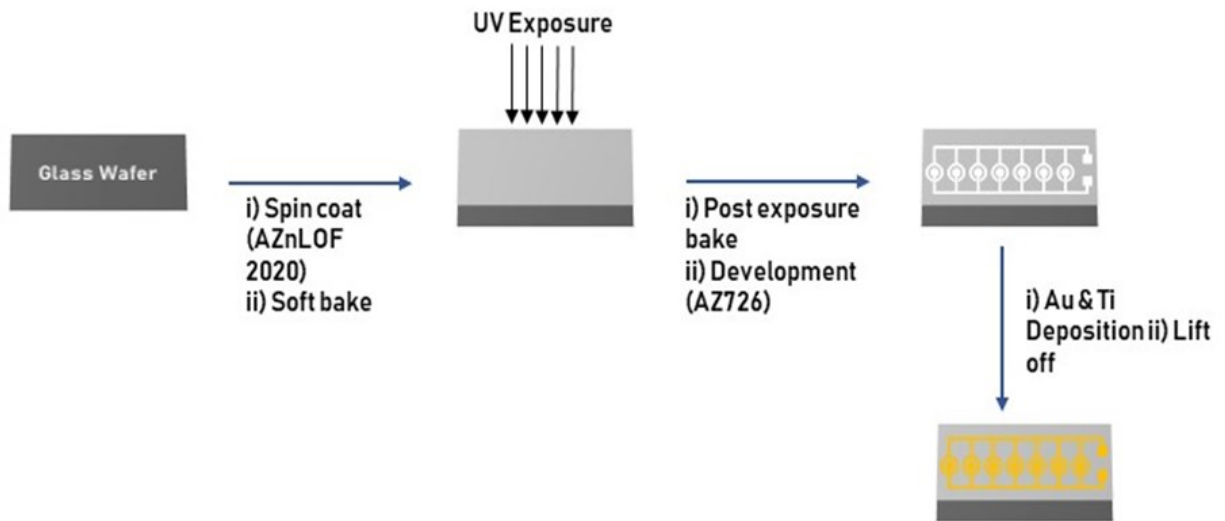 UV Exposure
Glass Wafer
i) Spin coat
(AZnLOF
2020)
ii) Soft bake
i) Post exposure
bake
ii) Development
(AZ726)
i) Au & Ti
Deposition ii) Lift
off